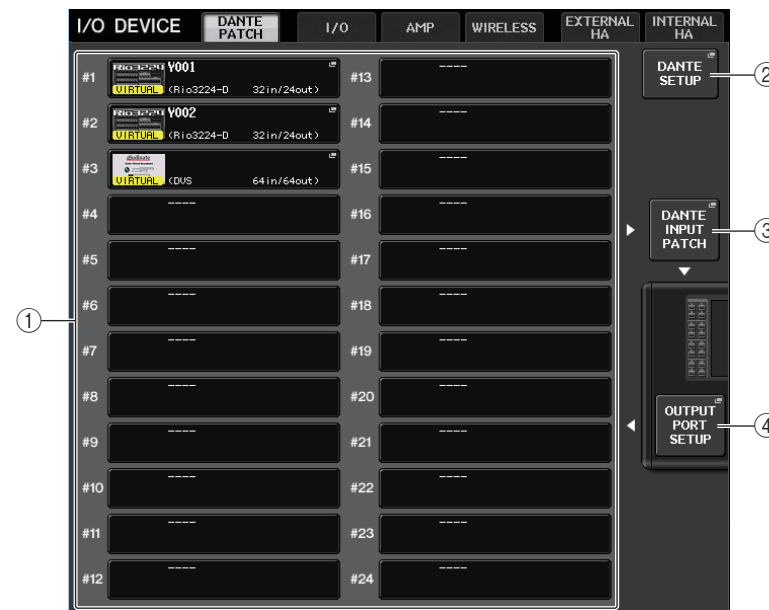 I/O DEVICE
DANTE PATCH
I/O
AMP
WIRELESS
EXTERNAL HA
INTERNAL HA
#1
Rio3224
Y001
VIRTUAL
(Rio3224-D 32in/24out)
#2
Rio3224
Y002
VIRTUAL
(Rio3224-D 32in/24out)
#3
Audinate
VIRTUAL
(DVS 64in/64out)
#4 ----
#5 ----
#6 ----
#7 ----
#8 ----
#9 ----
#10 ----
#11 ----
#12 ----
#13 ----
#14 ----
#15 ----
#16 ----
#17 ----
#18 ----
#19 ----
#20 ----
#21 ----
#22 ----
#23 ----
#24 ----
DANTE SETUP
DANTE INPUT PATCH
OUTPUT PORT SETUP
①
②
③
④